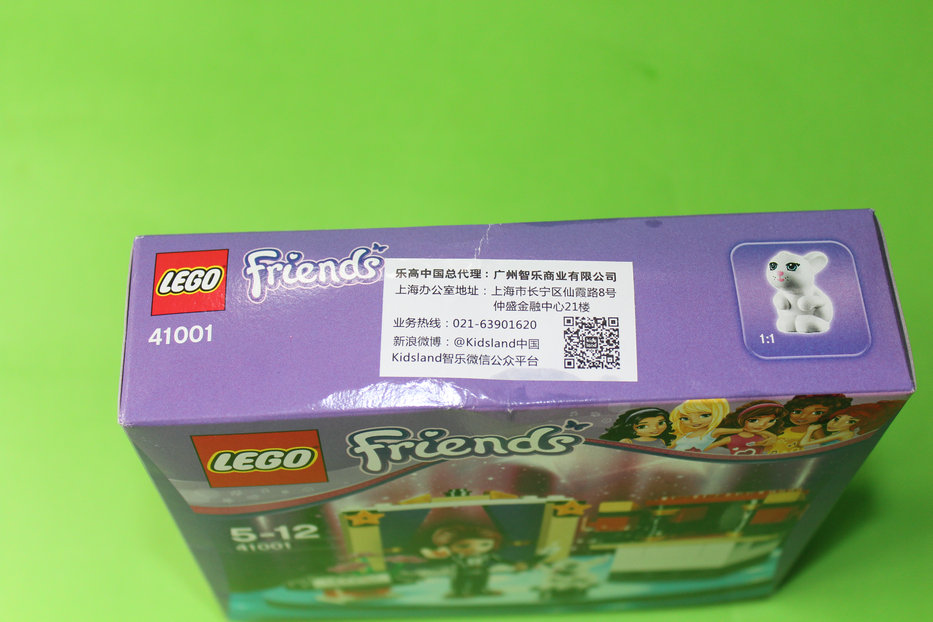 LEGO
Friends
41001
乐高中国总代理：广州智乐商业有限公司
上海办公室地址：上海市长宁区仙霞路8号
仲盛金融中心21楼
业务热线：021-63901620
新浪微博：@Kidsland中国
Kidsland智乐微信公众平台
1:1
LEGO
Friends
5-12
41001